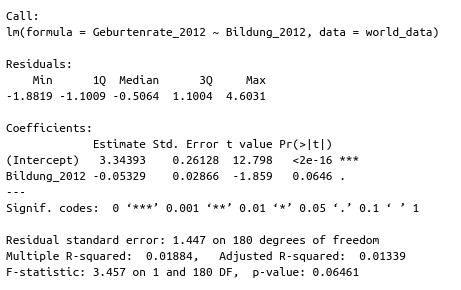 Call:
lm(formula = Geburtenrate_2012 ~ Bildung_2012, data = world_data)

Residuals:
    Min      1Q  Median      3Q     Max
-1.8819 -1.1009 -0.5064  1.1004  4.6031

Coefficients:
             Estimate Std. Error t value Pr(>|t|)
(Intercept)   3.34393    0.26128  12.798   <2e-16 ***
Bildung_2012 -0.05329    0.02866  -1.859   0.0646 .
---
Signif. codes:  0 ‘***’ 0.001 ‘**’ 0.01 ‘*’ 0.05 ‘.’ 0.1 ‘ ’ 1

Residual standard error: 1.447 on 180 degrees of freedom
Multiple R-squared:  0.01884,   Adjusted R-squared:  0.01339
F-statistic: 3.457 on 1 and 180 DF,  p-value: 0.06461